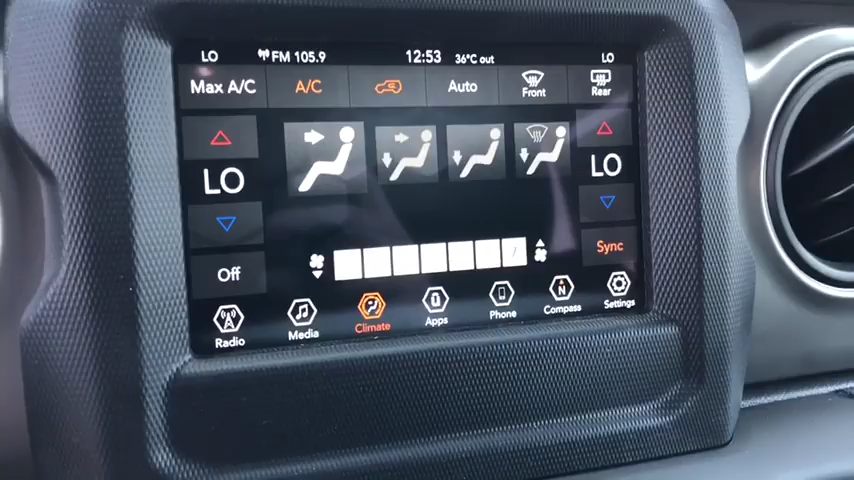 LO FM 105.9 12:53 36°C out LO
Max A/C A/C Auto Front Rear
LO LO
7
Off Sync
Radio Media Climate Apps Phone N Compass Settings